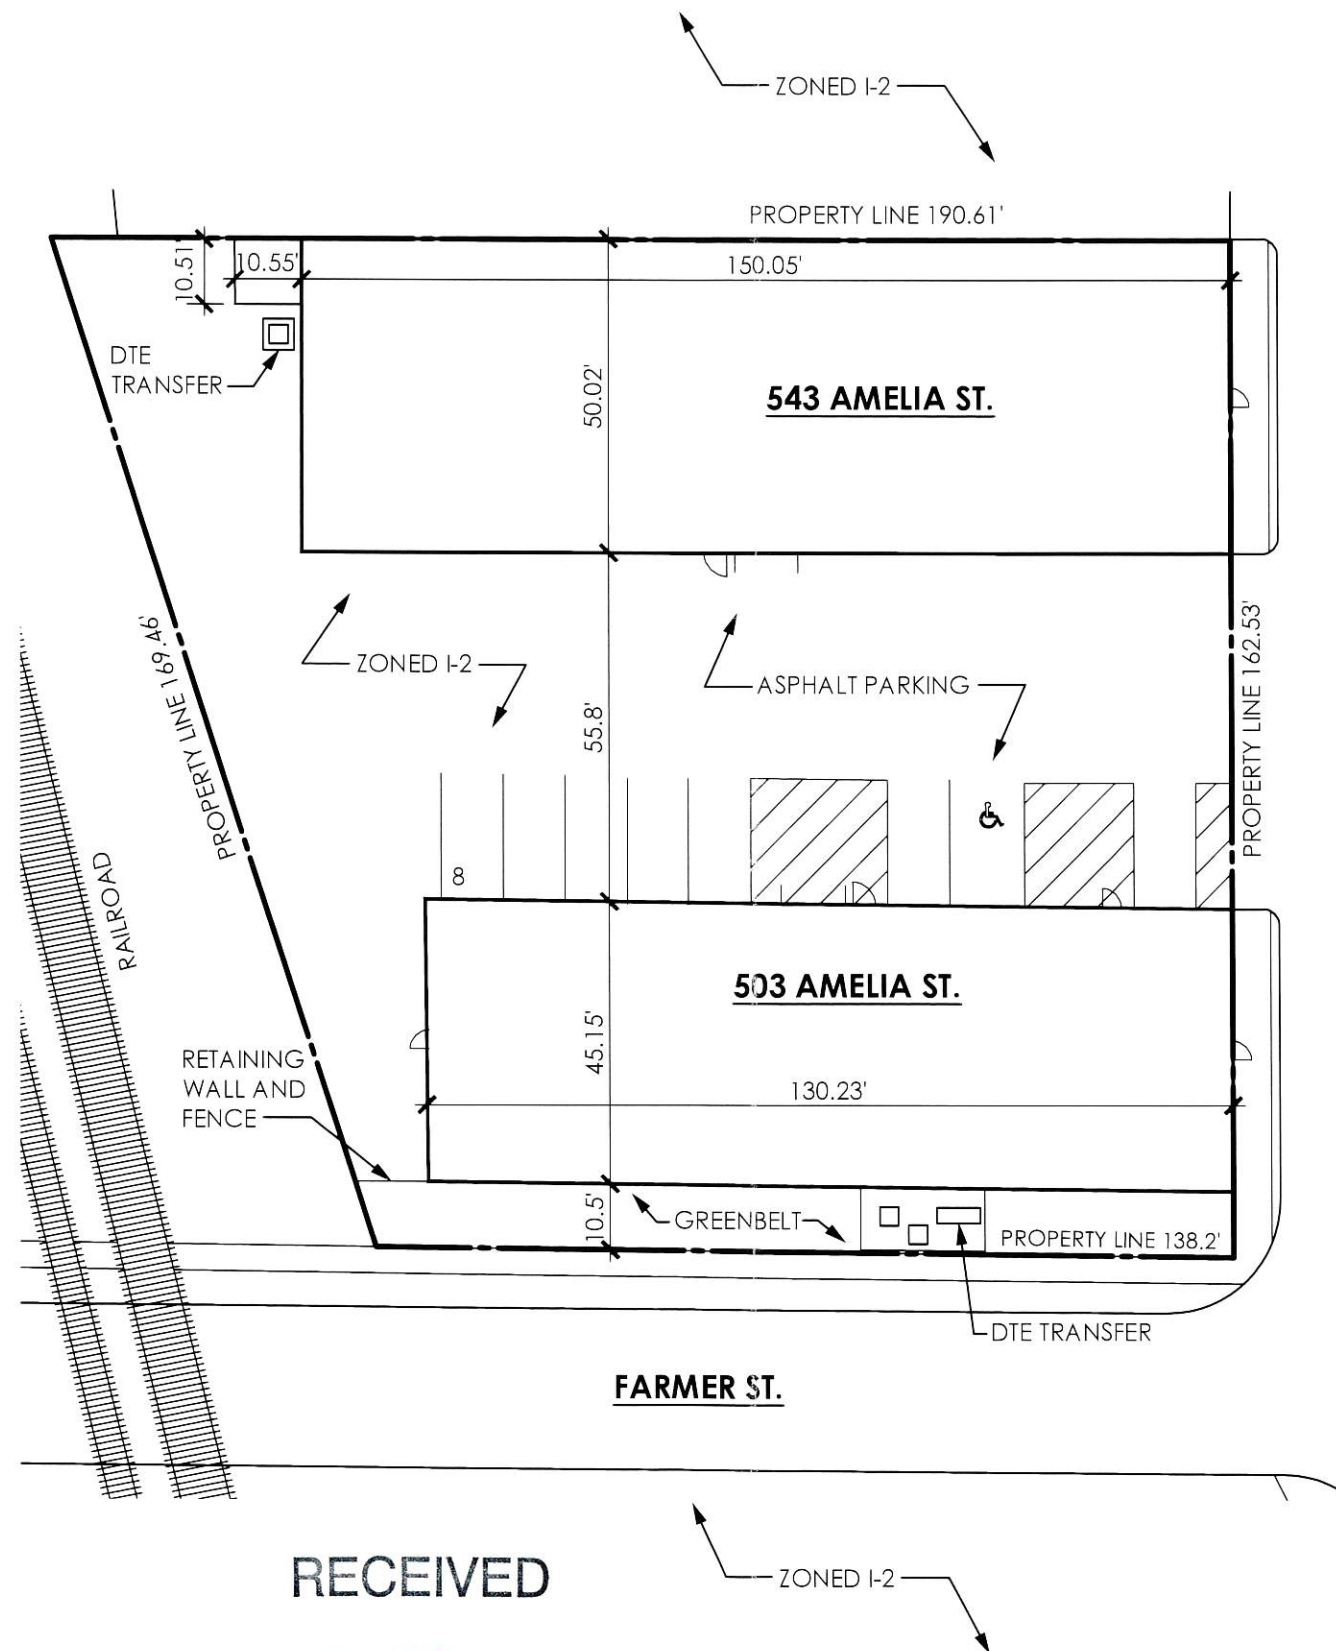 ZONED I-2
PROPERTY LINE 190.61'
10.51
10.55'
150.05'
DTE
TRANSFER
50.02'
543 AMELIA ST.
PROPERTY LINE 169.46'
ZONED I-2
ASPHALT PARKING
PROPERTY LINE 162.53'
55.8'
8
RAILROAD
503 AMELIA ST.
45.15'
RETAINING
WALL AND
FENCE
130.23'
10.5'
GREENBELT
PROPERTY LINE 138.2'
DTE TRANSFER
FARMER ST.
RECEIVED
ZONED I-2